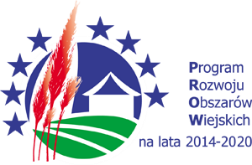 Program
Rozwoju
Obszarów
Wiejskich
na lata 2014-2020